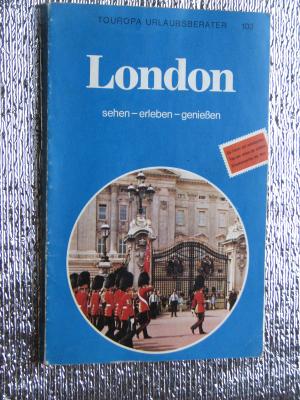 TOUROPA URLAUBSBERATER 103
London
sehen – erleben – genießen